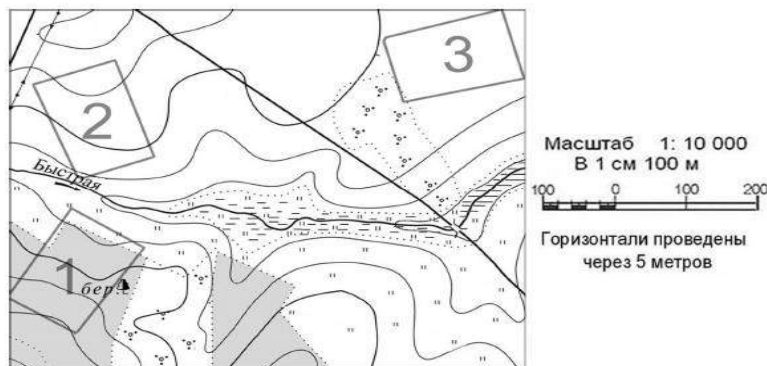 3
2
Быстрая
1
бер.
Масштаб 1: 10 000
В 1 см 100 м
100 0 100 200
Горизонтали проведены
через 5 метров